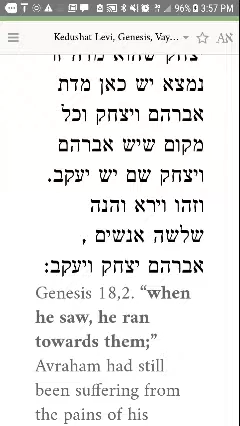 96% 3:57 PM
Kedushat Levi, Genesis, Vay...
Aא
נמצא יש כאן מדת
אברהם ויצחק וכל
מקום שיש אברהם
ויצחק שם יש יעקב.
וזהו וירא והנה
שלשה אנשים ,
אברהם יצחק ויעקב:
Genesis 18,2. “when
he saw, he ran
towards them;”
Avraham had still
been suffering from
the pains of his